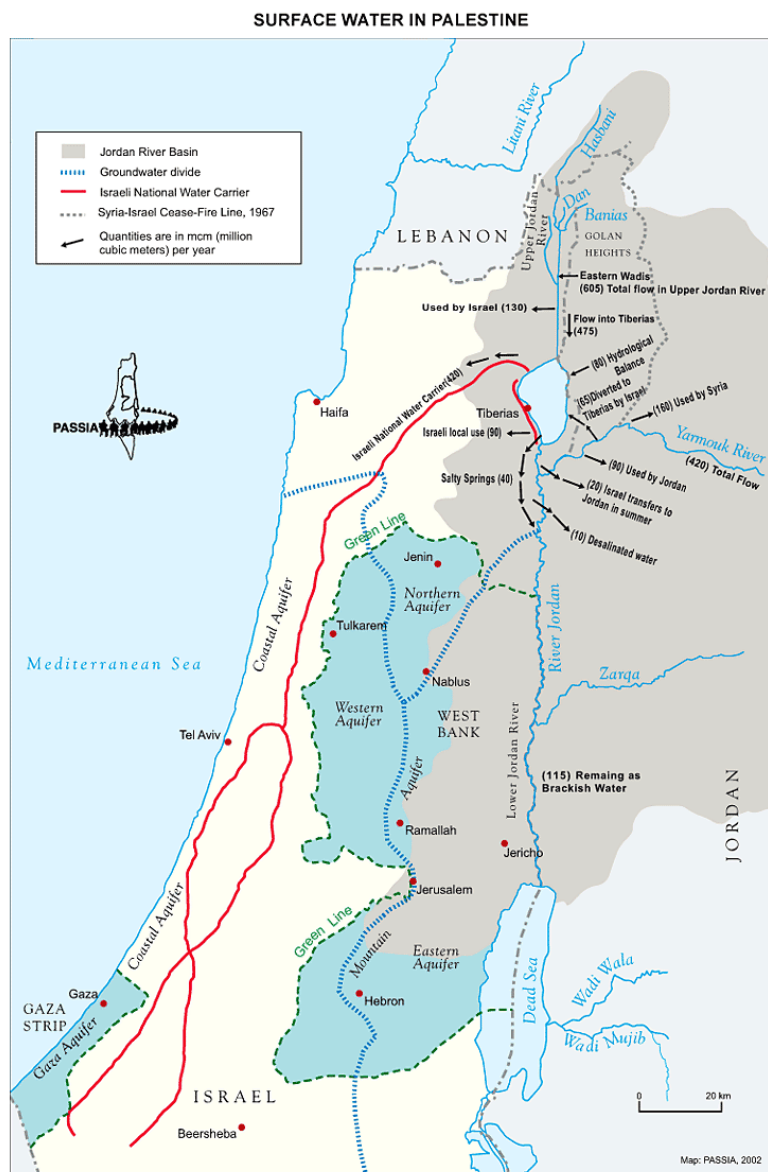 SURFACE WATER IN PALESTINE
Jordan River Basin
Groundwater divide
Israeli National Water Carrier
Syria-Israel Cease-Fire Line, 1967
Quantities are in mcm (million
cubic meters) per year
Litani River
Hasbani
Dan
Banias
GOLAN
HEIGHTS
Upper Jordan
River
LEBANON
Eastern Wadis
(605) Total flow in Upper Jordan River
Used by Israel (130)
Flow into Tiberias
(475)
(80) Hydrological
Balance
(65)Diverted to
Tiberias by Israel
(160) Used by Syria
Yarmouk River
(420) Total Flow
(90) Used by Jordan
(20) Israel transfers to
Jordan in summer
(10) Desalinated water
Israeli National Water Carrier(420)
Tiberias
Israeli local use (90)
Salty Springs (40)
PASSIA
Haifa
Green Line
Jenin
Northern
Aquifer
Coastal Aquifer
Tulkarem
River Jordan
Mediterranean Sea
Zarqa
Nablus
Western
Aquifer
WEST
BANK
Tel Aviv
Lower Jordan River
(115) Remaing as
Brackish Water
JORDAN
Aquifer
Ramallah
Jericho
Jerusalem
Coastal Aquifer
Green Line
Mountain
Eastern
Aquifer
Dead Sea
Wadi Wala
Wadi Mujib
Gaza
GAZA
STRIP
Gaza Aquifer
Hebron
ISRAEL
Beersheba
0 20 km
Map: PASSIA, 2002